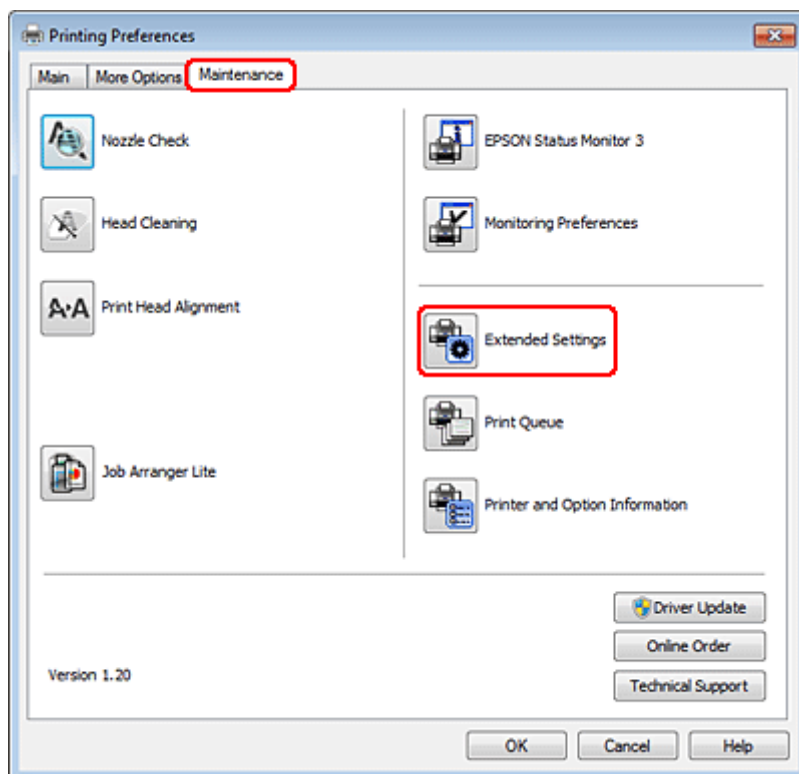 Printing Preferences
Main
More Options
Maintenance
Nozzle Check
Head Cleaning
A·A Print Head Alignment
Job Arranger Lite
EPSON Status Monitor 3
Monitoring Preferences
Extended Settings
Print Queue
Printer and Option Information
Driver Update
Online Order
Technical Support
Version 1.20
OK
Cancel
Help